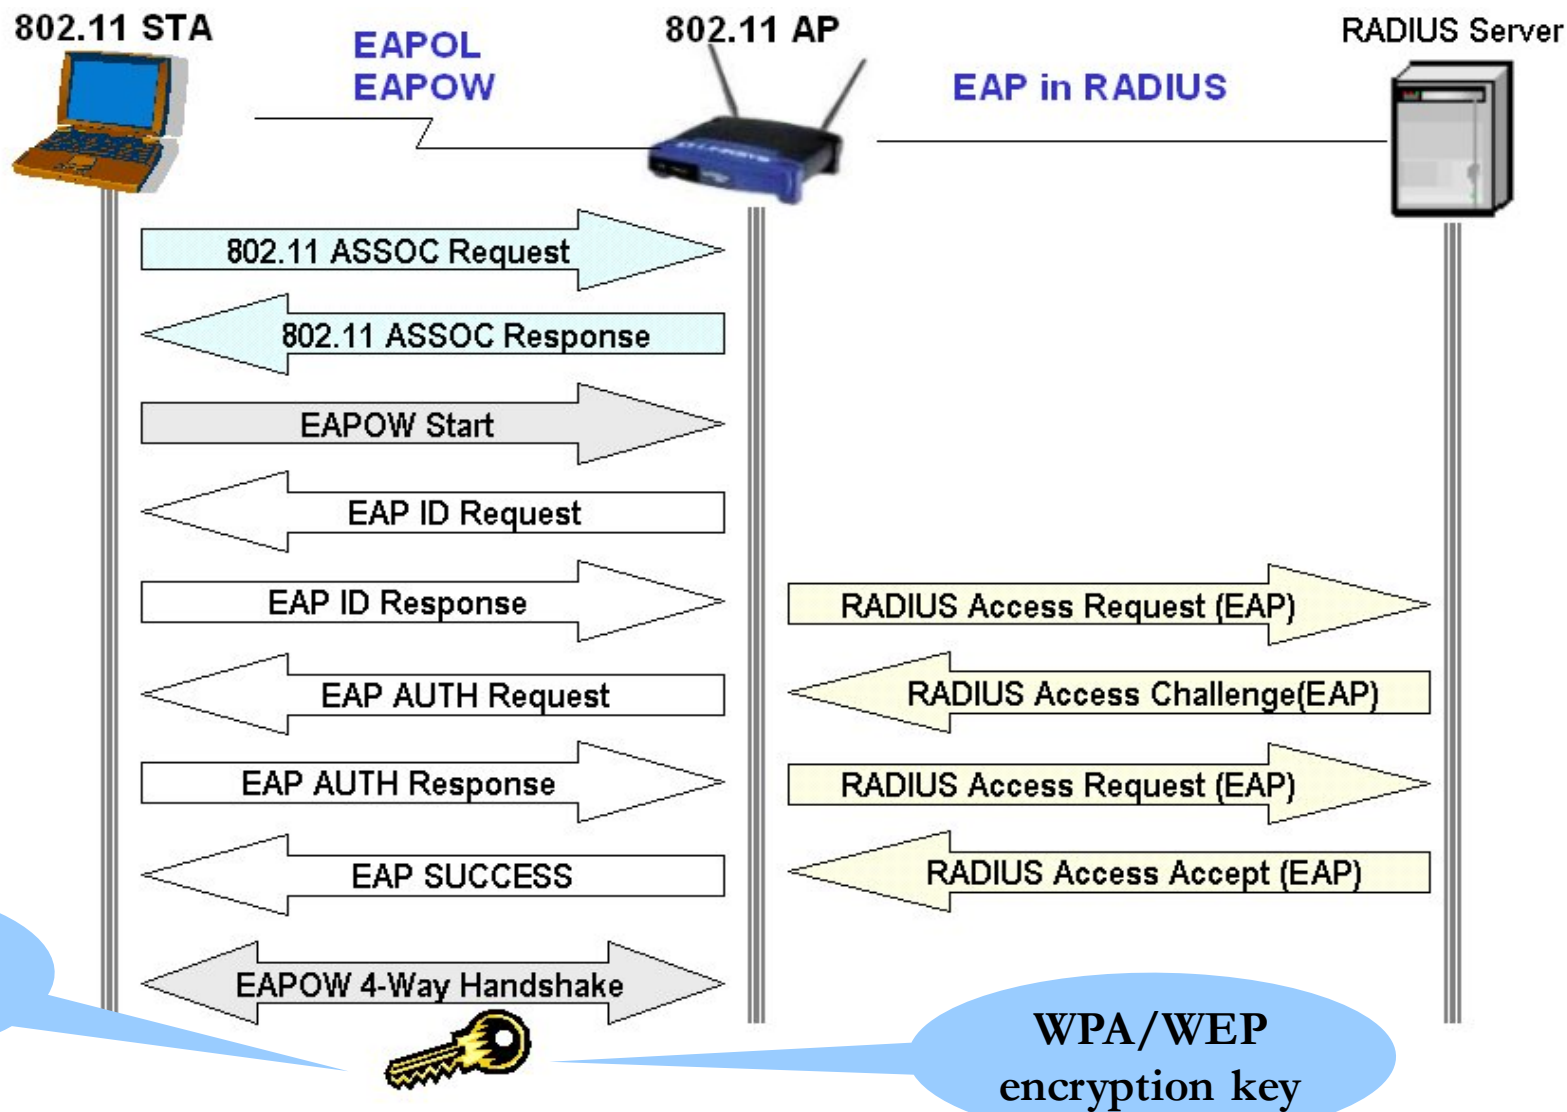 802.11 STA
EAPOL
EAPOW
802.11 AP
EAP in RADIUS
RADIUS Server
802.11 ASSOC Request
802.11 ASSOC Response
EAPOW Start
EAP ID Request
EAP ID Response
RADIUS Access Request (EAP)
EAP AUTH Request
RADIUS Access Challenge(EAP)
EAP AUTH Response
RADIUS Access Request (EAP)
EAP SUCCESS
RADIUS Access Accept (EAP)
EAPOW 4-Way Handshake
WPA/WEP
encryption key